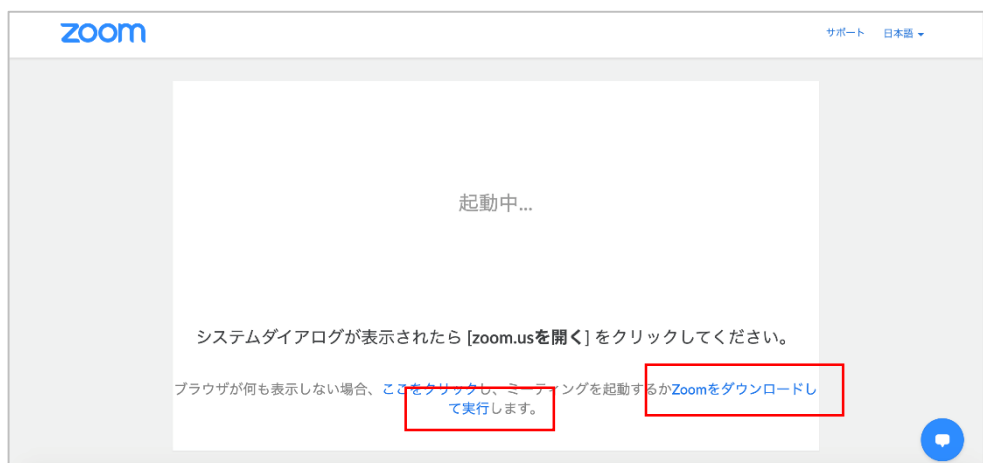 zoom
サポート 日本語
起動中...
システムダイアログが表示されたら [zoom.usを開く] をクリックしてください。
ブラウザが何も表示しない場合、ここをクリックし、ミーティングを起動するかZoomをダウンロードし
て実行します。